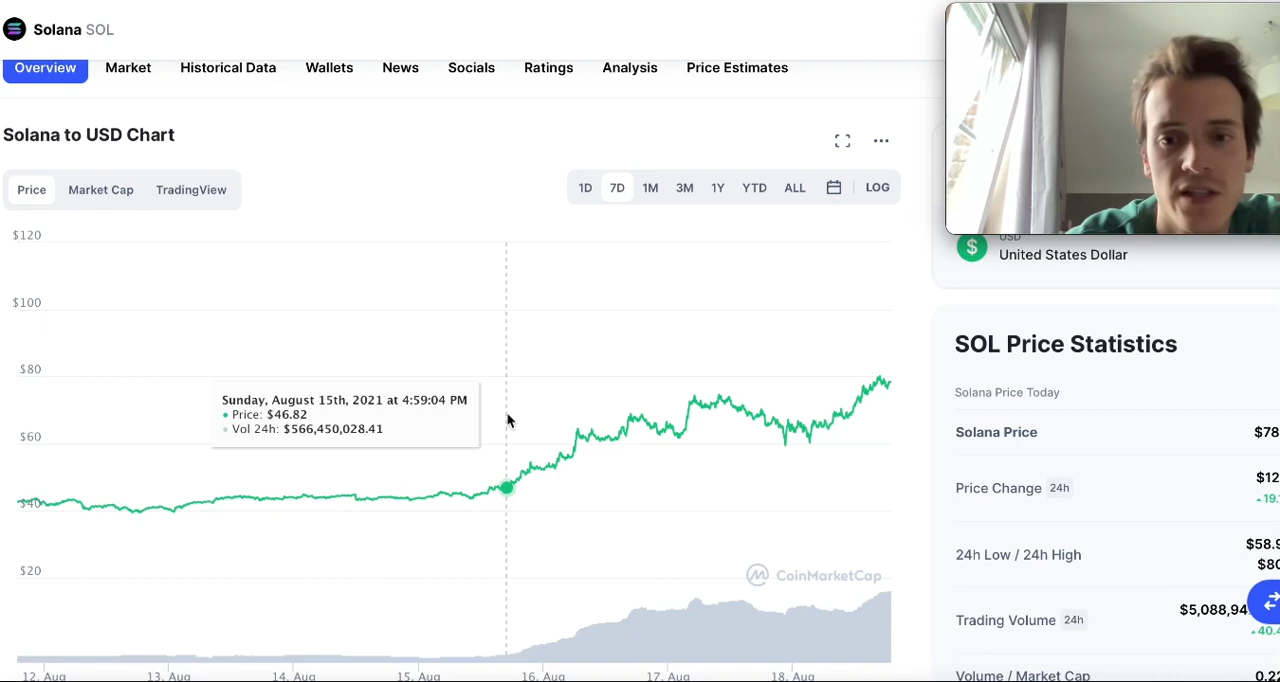 Solana SOL
Overview Market Historical Data Wallets News Socials Ratings Analysis Price Estimates
Solana to USD Chart
Price Market Cap TradingView
1D 7D 1M 3M 1Y YTD ALL LOG
$120
$100
$80
$60
$40
$20
Sunday, August 15th, 2021 at 4:59:04 PM
Price: $46.82
Vol 24h: $566,450,028.41
CoinMarketCap
12. Aug 13. Aug 14. Aug 15. Aug 16. Aug 17. Aug 18. Aug
$
USD
United States Dollar
SOL Price Statistics
Solana Price Today
Solana Price $78
Price Change 24h $12
19.
24h Low / 24h High $58.9
$80
Trading Volume 24h $5,088,94
40.4
Volume / Market Cap 0.22